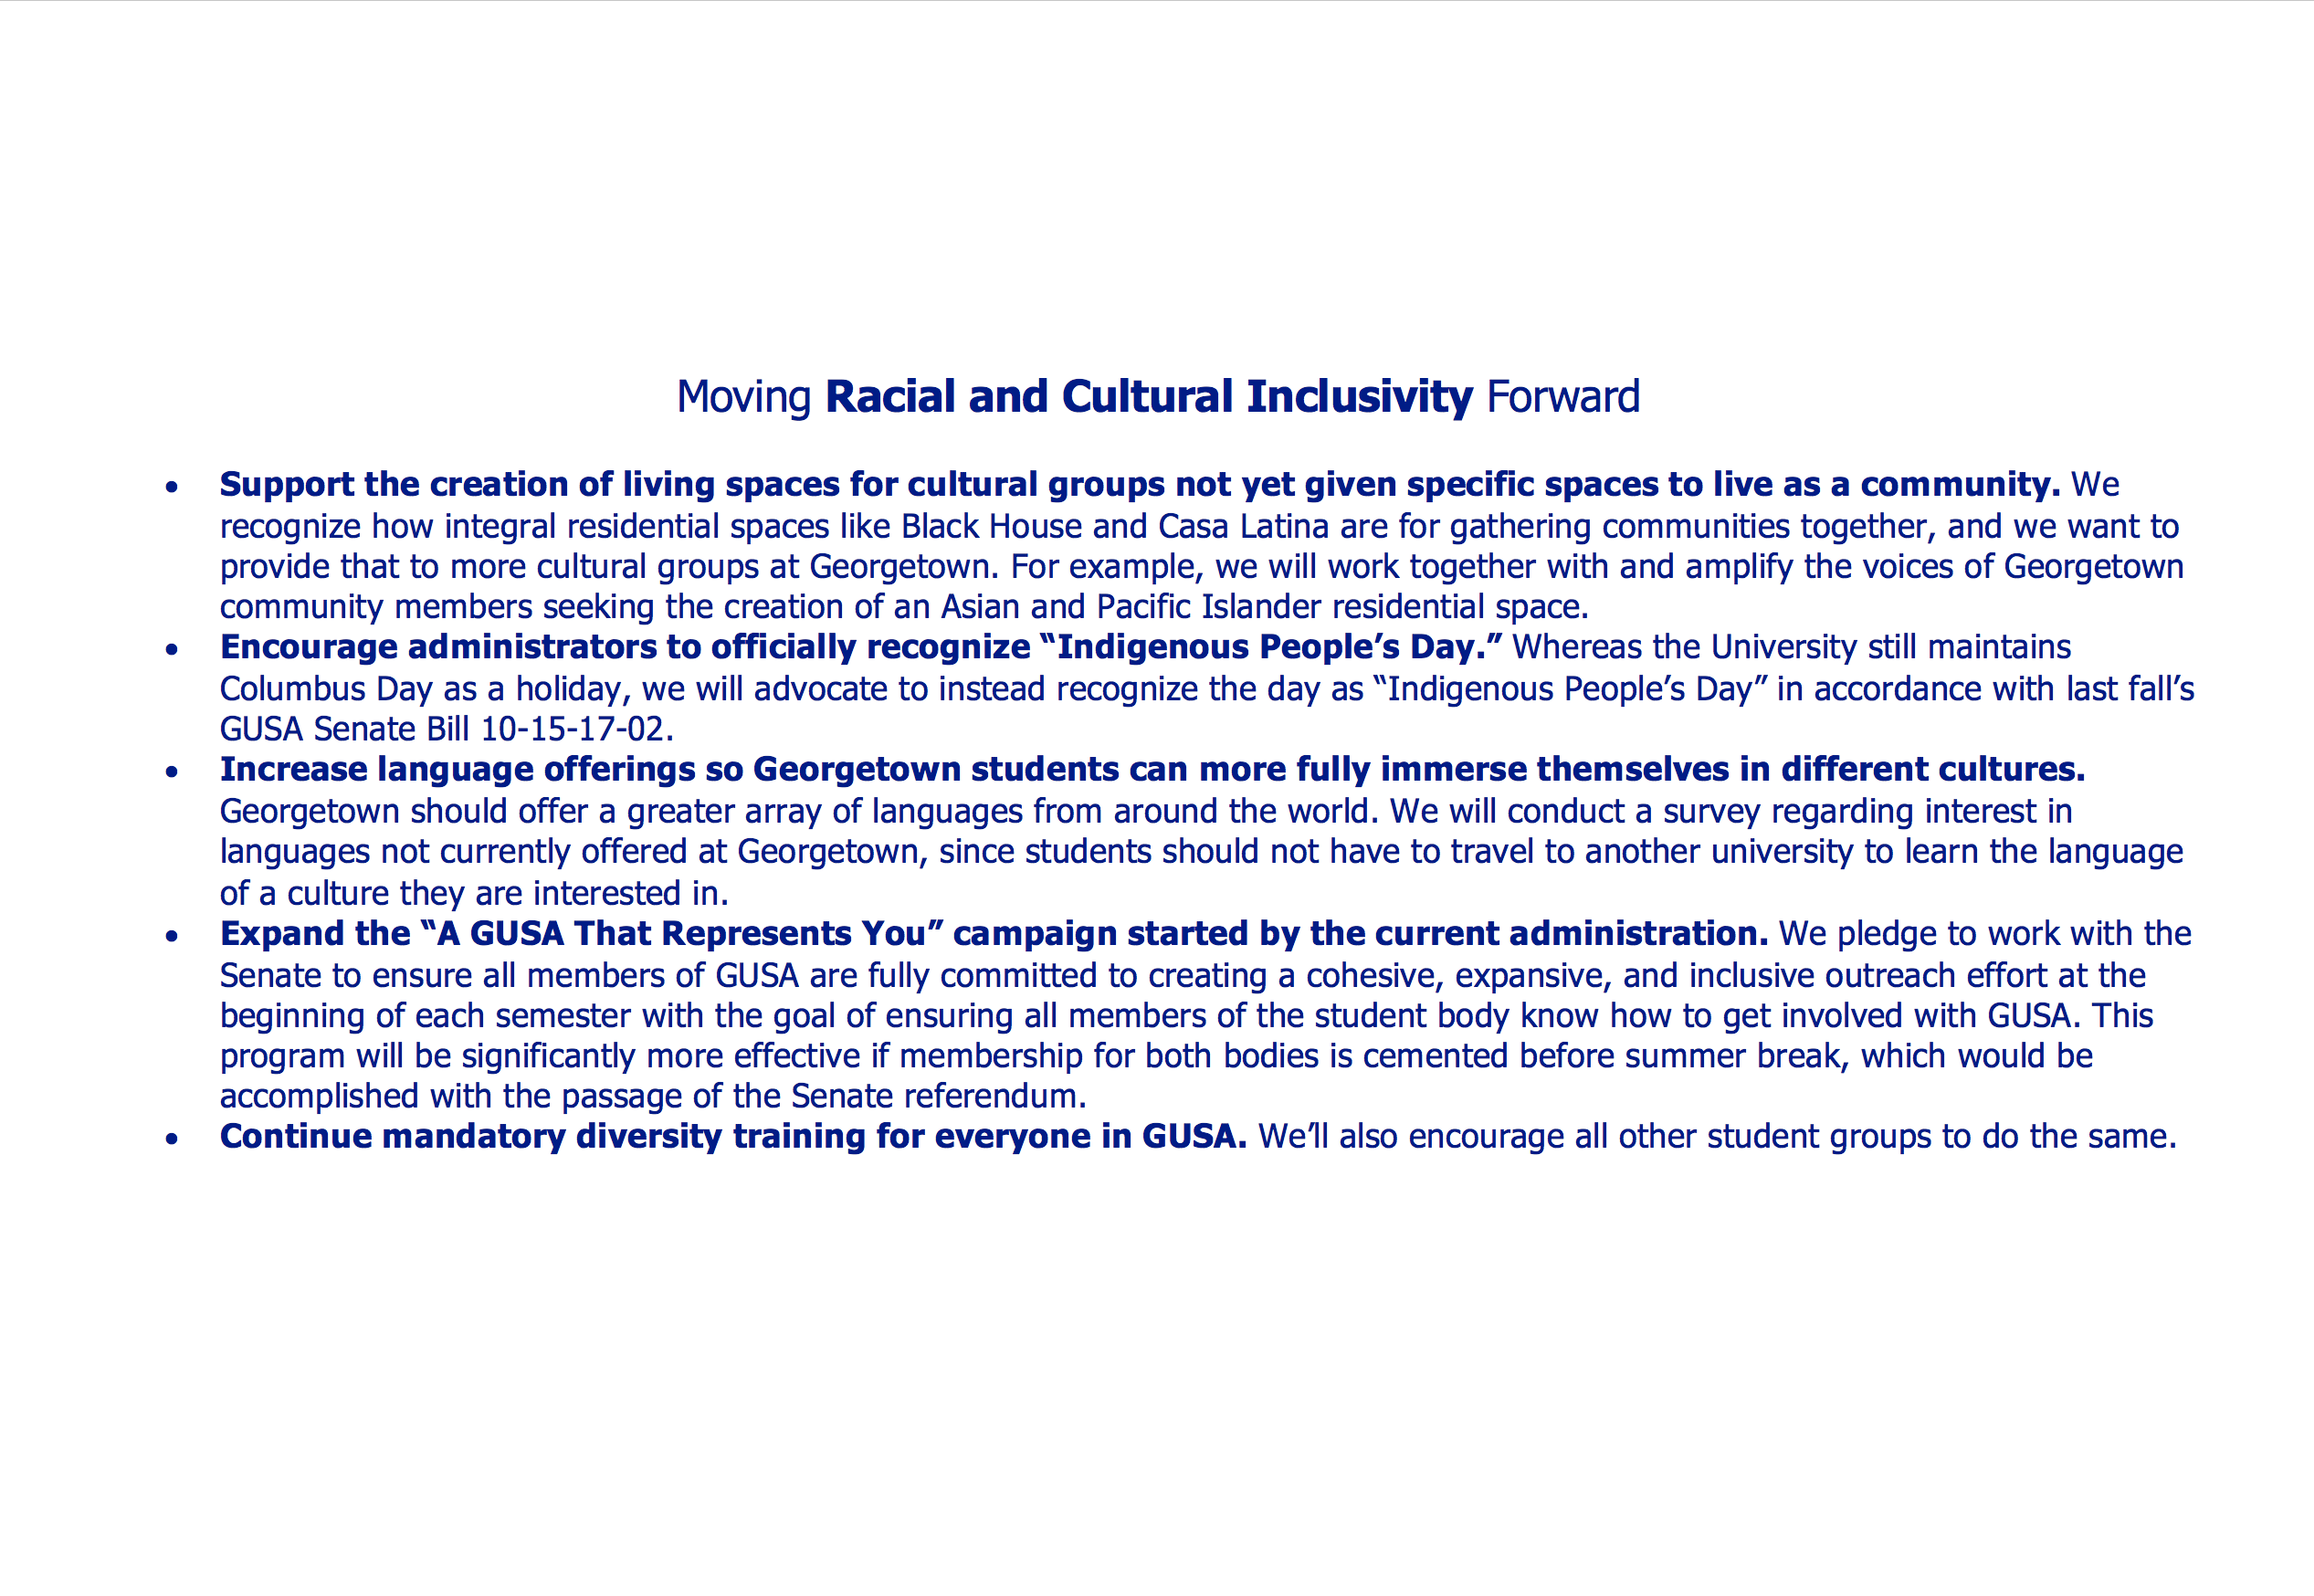 Moving Racial and Cultural Inclusivity Forward
• Support the creation of living spaces for cultural groups not yet given specific spaces to live as a community. We
recognize how integral residential spaces like Black House and Casa Latina are for gathering communities together, and we want to
provide that to more cultural groups at Georgetown. For example, we will work together with and amplify the voices of Georgetown
community members seeking the creation of an Asian and Pacific Islander residential space.
• Encourage administrators to officially recognize “Indigenous People’s Day.” Whereas the University still maintains
Columbus Day as a holiday, we will advocate to instead recognize the day as “Indigenous People’s Day” in accordance with last fall’s
GUSA Senate Bill 10-15-17-02.
• Increase language offerings so Georgetown students can more fully immerse themselves in different cultures.
Georgetown should offer a greater array of languages from around the world. We will conduct a survey regarding interest in
languages not currently offered at Georgetown, since students should not have to travel to another university to learn the language
of a culture they are interested in.
• Expand the “A GUSA That Represents You” campaign started by the current administration. We pledge to work with the
Senate to ensure all members of GUSA are fully committed to creating a cohesive, expansive, and inclusive outreach effort at the
beginning of each semester with the goal of ensuring all members of the student body know how to get involved with GUSA. This
program will be significantly more effective if membership for both bodies is cemented before summer break, which would be
accomplished with the passage of the Senate referendum.
• Continue mandatory diversity training for everyone in GUSA. We’ll also encourage all other student groups to do the same.